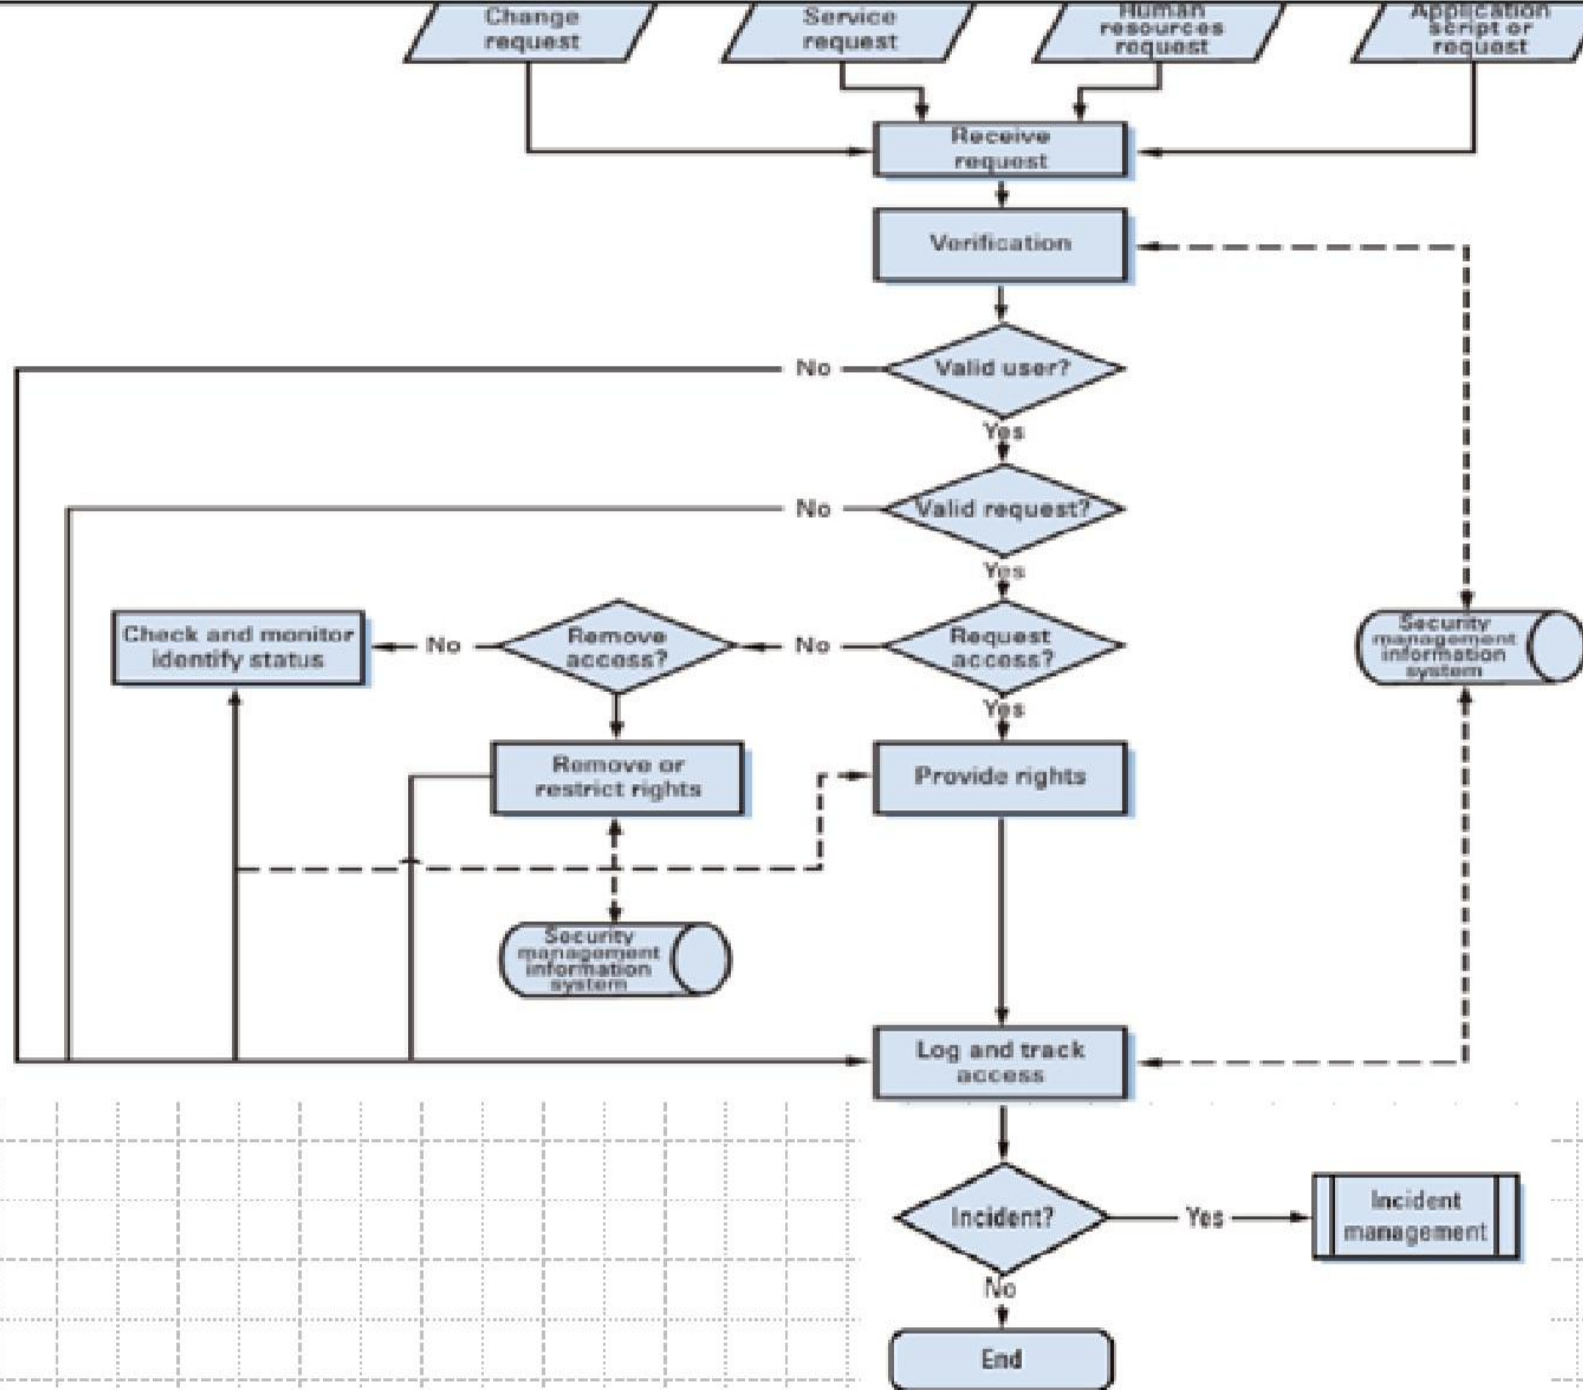 Change
request
Service
request
Human
resources
request
Application
script or
request
Receive
request
Verification
No
Valid user?
Yes
No
Valid request?
Yes
Check and monitor
identify status
No
Remove
access?
No
Request
access?
Yes
Security
management
information
system
Remove or
restrict rights
Provide rights
Security
management
information
system
Log and track
access
Incident?
Yes
Incident
management
No
End